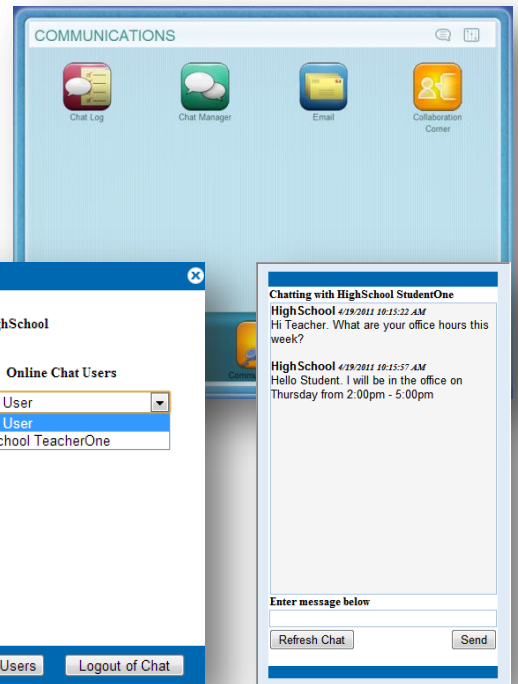 COMMUNICATIONS
Chat Log
Chat Manager
Email
Collaboration
Corner
ghSchool
Online Chat Users
User
User
chool TeacherOne
Users
Logout of Chat
Comm
Chatting with HighSchool StudentOne
HighSchool 4/19/2011 10:15:22 AM
Hi Teacher. What are your office hours this
week?
HighSchool 4/19/2011 10:15:57 AM
Hello Student. I will be in the office on
Thursday from 2:00pm - 5:00pm
Enter message below
Refresh Chat
Send